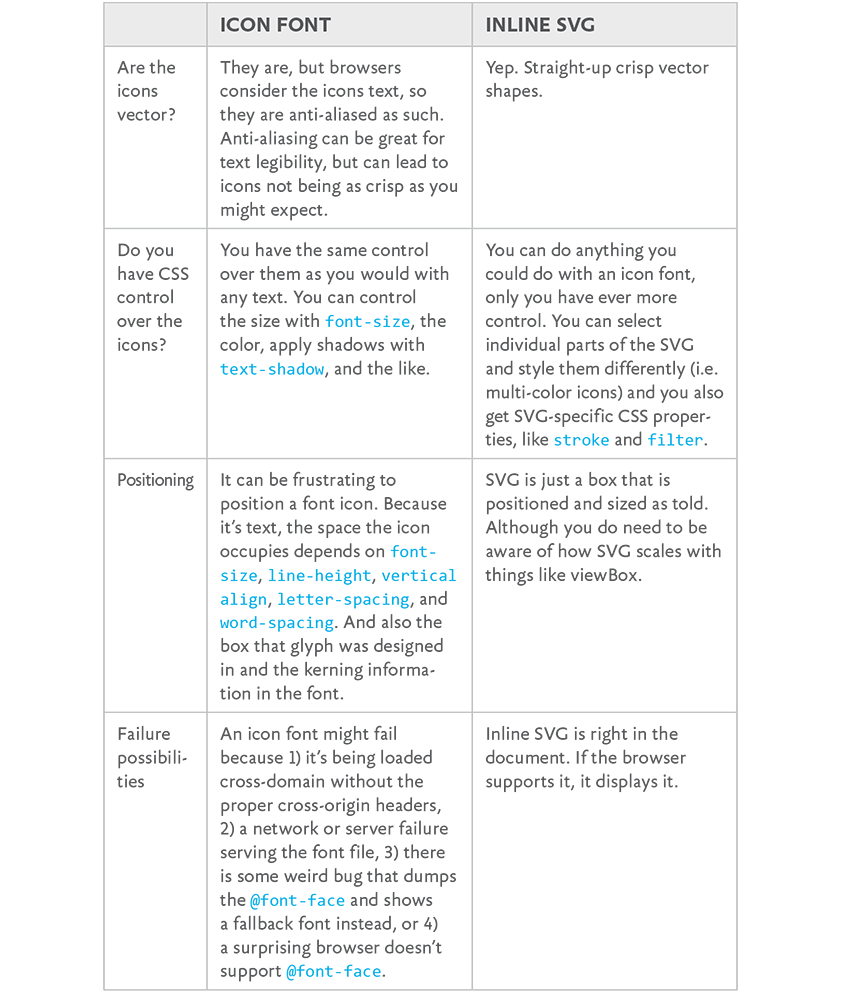 ICON FONT
INLINE SVG
Are the
icons
vector?
They are, but browsers
consider the icons text, so
they are anti-aliased as such.
Anti-aliasing can be great for
text legibility, but can lead to
icons not being as crisp as you
might expect.
Yep. Straight-up crisp vector
shapes.
Do you
have CSS
control
over the
icons?
You have the same control
over them as you would with
any text. You can control
the size with font-size, the
color, apply shadows with
text-shadow, and the like.
You can do anything you
could do with an icon font,
only you have ever more
control. You can select
individual parts of the SVG
and style them differently (i.e.
multi-color icons) and you also
get SVG-specific CSS proper-
ties, like stroke and filter.
Positioning
It can be frustrating to
position a font icon. Because
it’s text, the space the icon
occupies depends on font-
size, line-height, vertical
align, letter-spacing, and
word-spacing. And also the
box that glyph was designed
in and the kerning informa-
tion in the font.
SVG is just a box that is
positioned and sized as told.
Although you do need to be
aware of how SVG scales with
things like viewBox.
Failure
possibili-
ties
An icon font might fail
because 1) it’s being loaded
cross-domain without the
proper cross-origin headers,
2) a network or server failure
serving the font file, 3) there
is some weird bug that dumps
the @font-face and shows
a fallback font instead, or 4)
a surprising browser doesn’t
support @font-face.
Inline SVG is right in the
document. If the browser
supports it, it displays it.